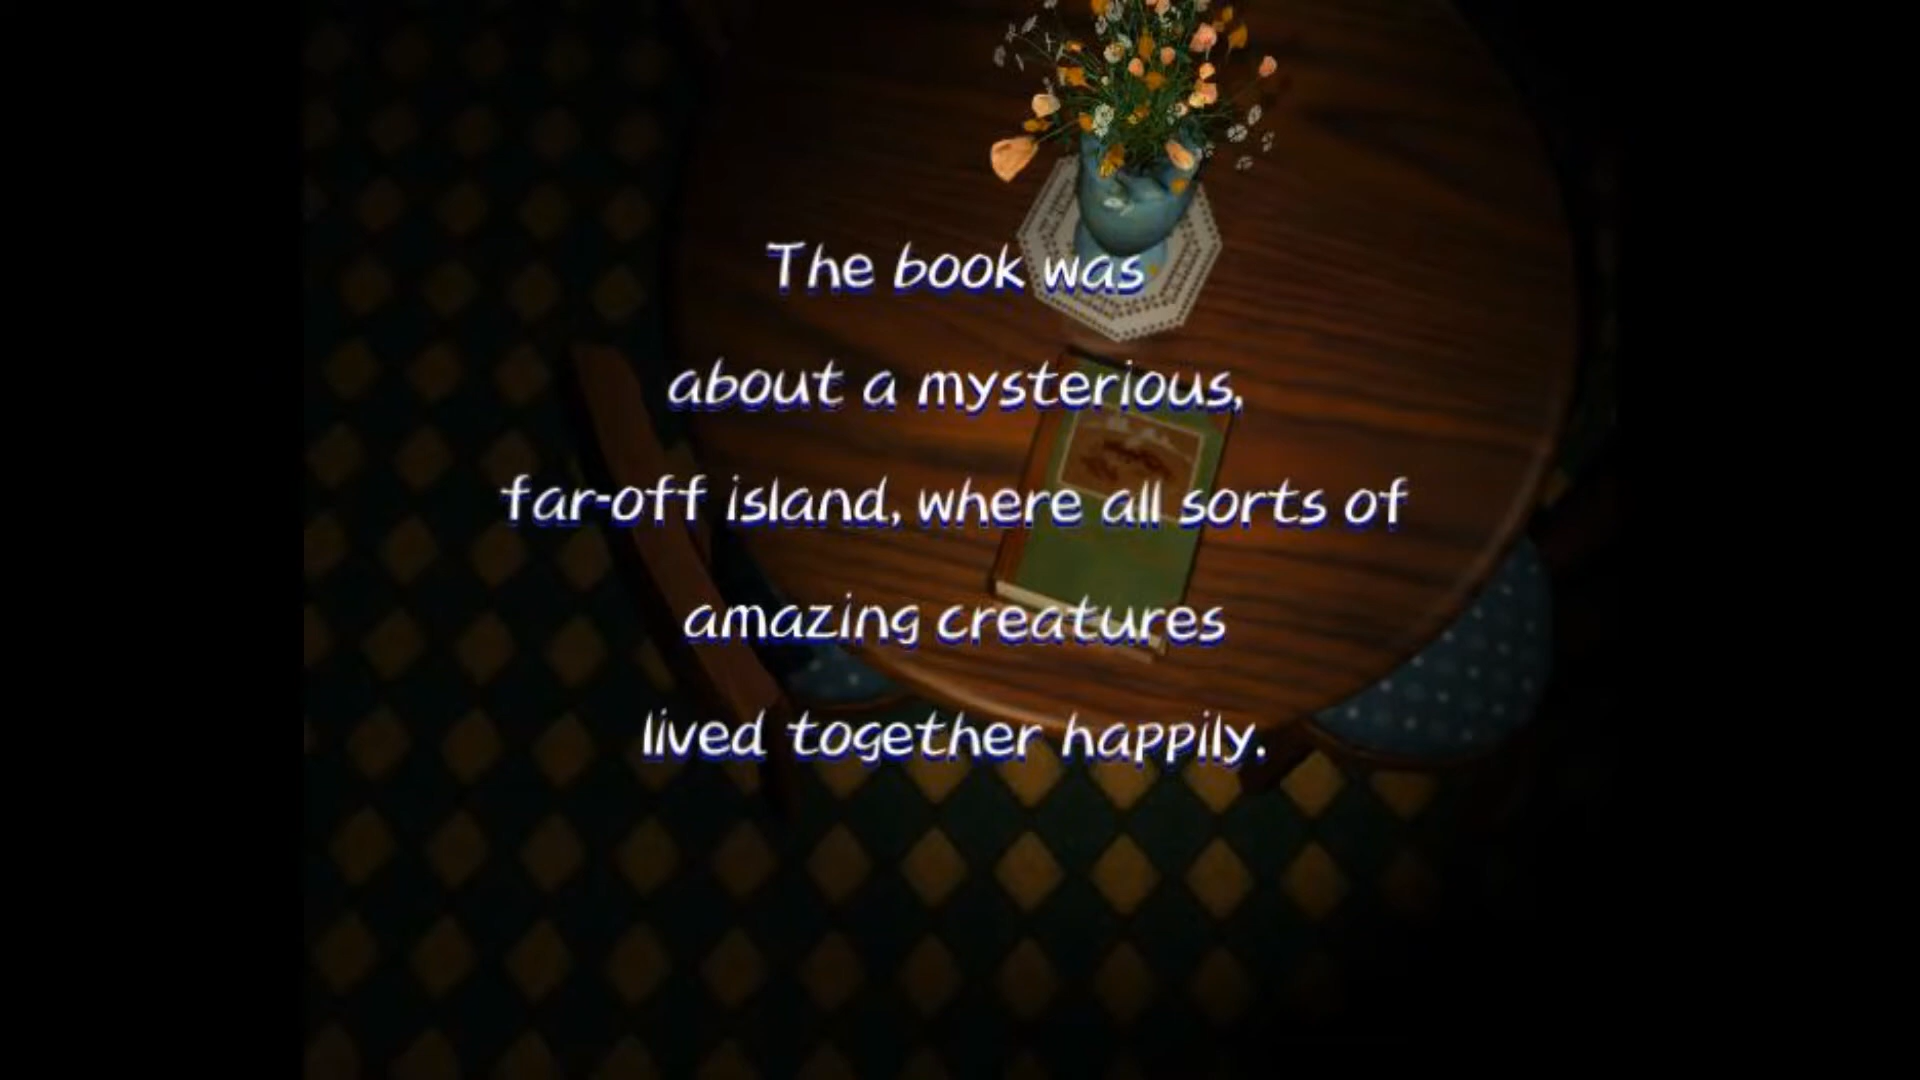 The book was
about a mysterious,
far-off island, where all sorts of
amazing creatures
lived together happily.